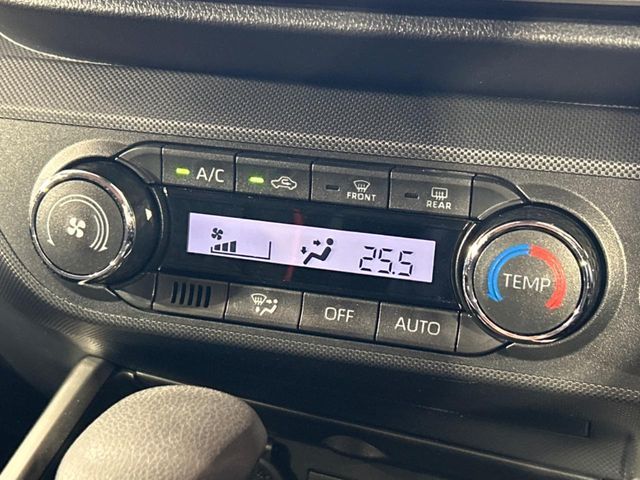 A/C
FRONT
REAR
25.5
TEMP
OFF
AUTO